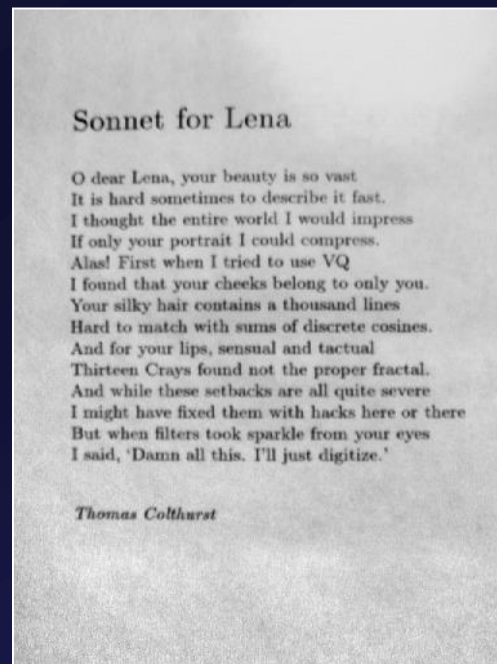 Sonnet for Lena
O dear Lena, your beauty is so vast
It is hard sometimes to describe it fast.
I thought the entire world I would impress
If only your portrait I could compress.
Alas! First when I tried to use VQ
I found that your cheeks belong to only you.
Your silky hair contains a thousand lines
Hard to match with sums of discrete cosines.
And for your lips, sensual and tactual
Thirteen Crays found not the proper fractal.
And while these setbacks are all quite severe
I might have fixed them with hacks here or there
But when filters took sparkle from your eyes
I said, 'Damn all this. I'll just digitize.'
Thomas Colthurst